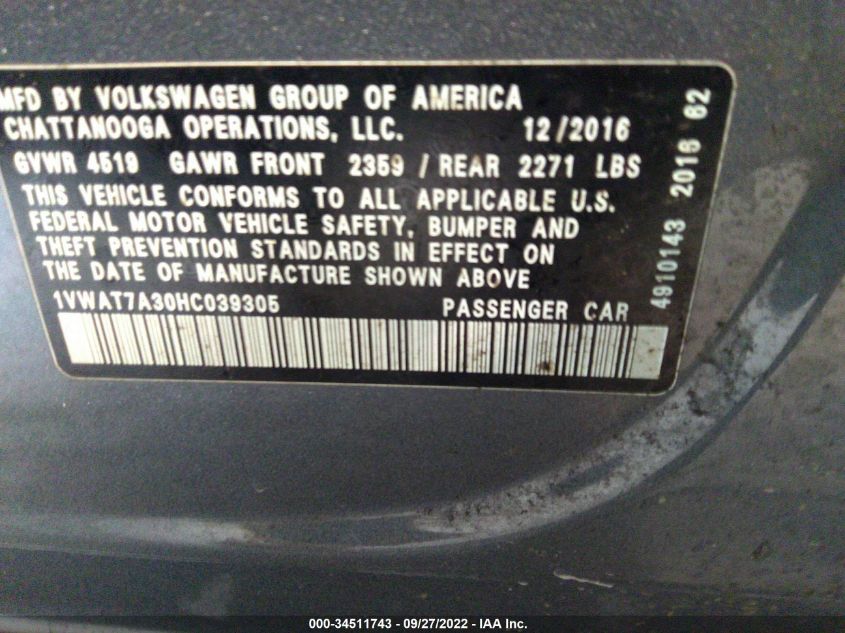 MFD BY VOLKSWAGEN GROUP OF AMERICA
CHATTANOOGA OPERATIONS, LLC. 12/2016
GVWR 4519 GAWR FRONT 2359 / REAR 2271 LBS
THIS VEHICLE CONFORMS TO ALL APPLICABLE U.S.
FEDERAL MOTOR VEHICLE SAFETY, BUMPER AND
THEFT PREVENTION STANDARDS IN EFFECT ON
THE DATE OF MANUFACTURE SHOWN ABOVE
1VWAT7A30HC039305 PASSENGER CAR
4910143 2016 62
000-34511743 - 09/27/2022 - IAA Inc.